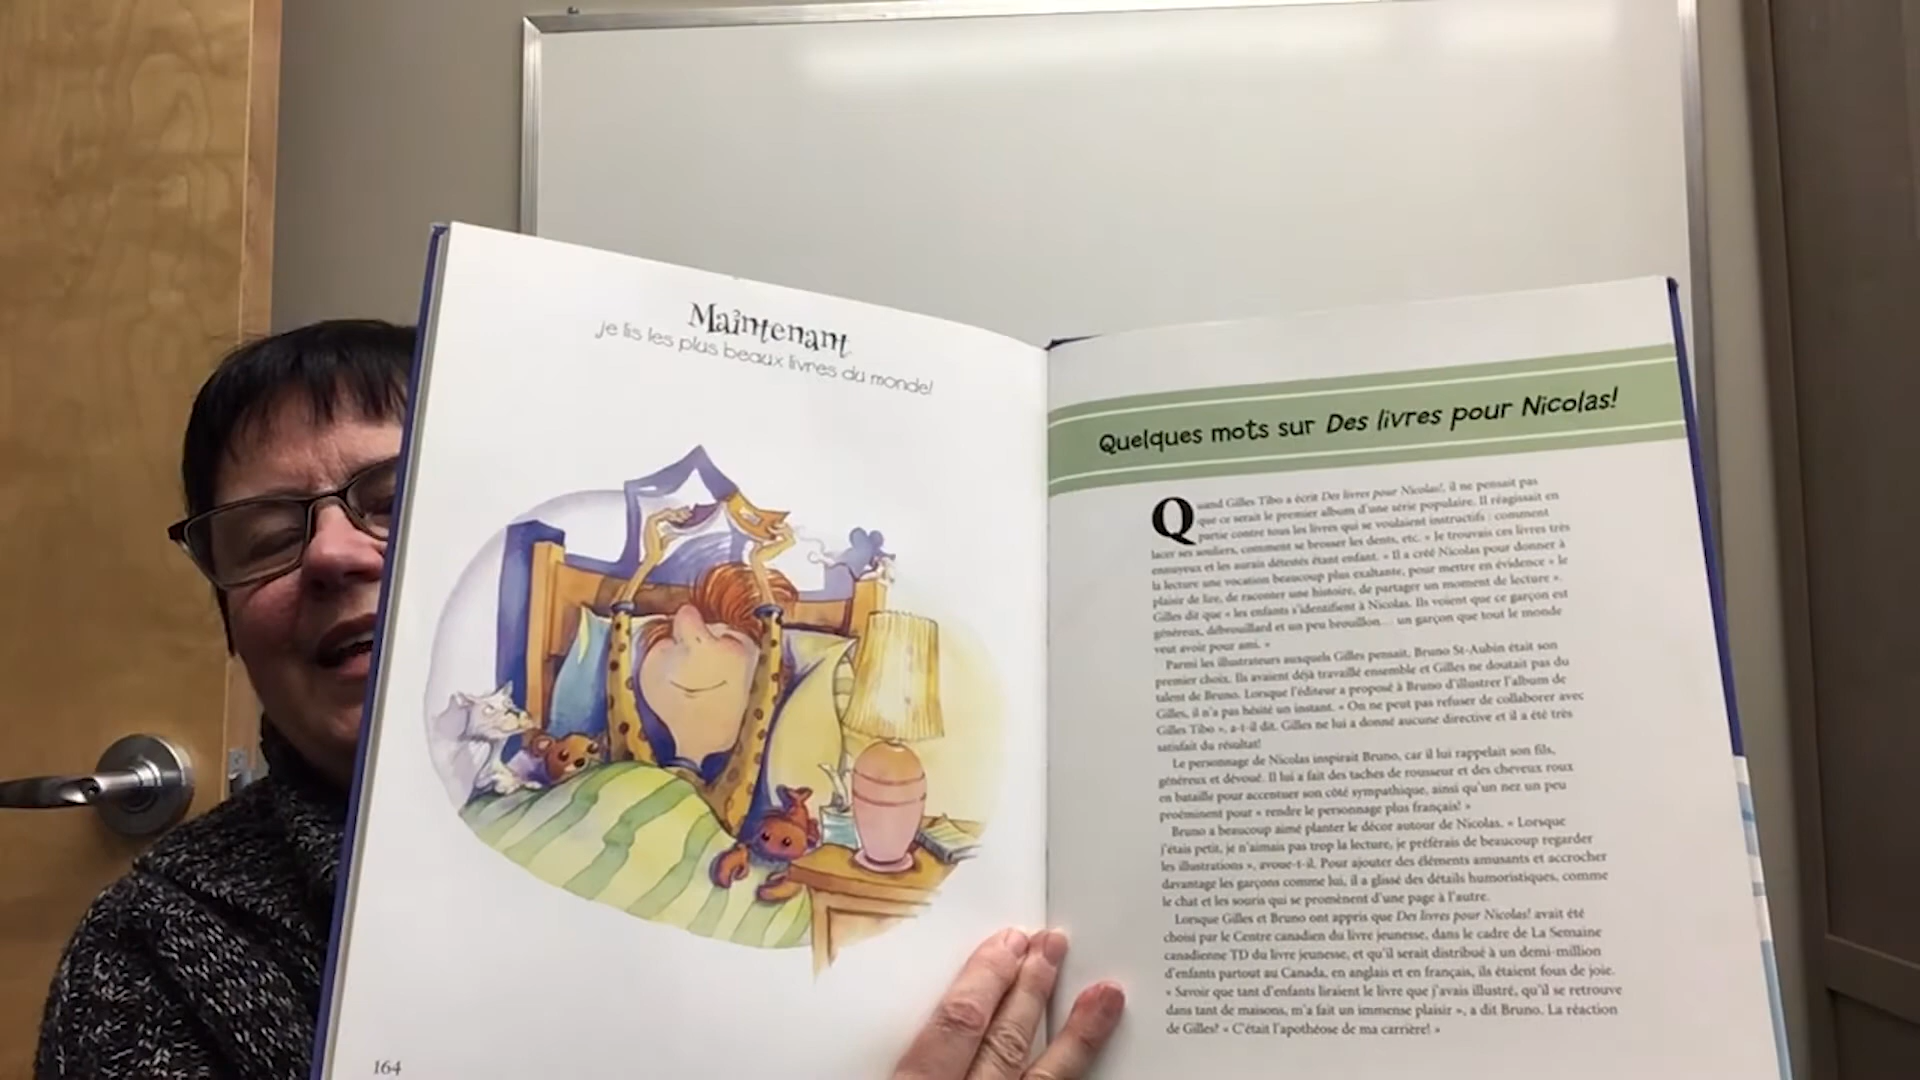 Maintenant
je lis les plus beaux livres du monde!
164
Quelques mots sur Des livres pour Nicolas!
Quand Gilles Tibo a écrit Des livres pour Nicolas!, il ne pensait pas
que ce serait le premier album d'une série populaire. Il réagissait en
partie contre tous les livres qui se voulaient instructifs : comment
lacer ses souliers, comment se brosser les dents, etc. « Je trouvais ces livres très
ennuyeux et les aurais détestés étant enfant. » Il a créé Nicolas pour donner à
la lecture une vocation beaucoup plus exaltante, pour mettre en évidence « le
plaisir de lire, de raconter une histoire, de partager un moment de lecture ».
Gilles dit que « les enfants s'identifient à Nicolas. Ils voient que ce garçon est
généreux, débrouillard et un peu brouillon... un garçon que tout le monde
veut avoir pour ami. »
Parmi les illustrateurs auxquels Gilles pensait, Bruno St-Aubin était son
premier choix. Ils avaient déjà travaillé ensemble et Gilles ne doutait pas du
talent de Bruno. Lorsque l'éditeur a proposé à Bruno d'illustrer l'album de
Gilles, il n'a pas hésité un instant. « On ne peut pas refuser de collaborer avec
Gilles Tibo », a-t-il dit. Gilles ne lui a donné aucune directive et il a été très
satisfait du résultat!
Le personnage de Nicolas inspirait Bruno, car il lui rappelait son fils,
généreux et dévoué. Il lui a fait des taches de rousseur et des cheveux roux
en bataille pour accentuer son côté sympathique, ainsi qu'un nez un peu
proéminent pour « rendre le personnage plus français! »
Bruno a beaucoup aimé planter le décor autour de Nicolas. « Lorsque
j'étais petit, je n'aimais pas trop la lecture, je préférais de beaucoup regarder
les illustrations », avoue-t-il. Pour ajouter des éléments amusants et accrocher
davantage les garçons comme lui, il a glissé des détails humoristiques, comme
le chat et les souris qui se promènent d'une page à l'autre.
Lorsque Gilles et Bruno ont appris que Des livres pour Nicolas! avait été
choisi par le Centre canadien du livre jeunesse, dans le cadre de La Semaine
canadienne TD du livre jeunesse, et qu'il serait distribué à un demi-million
d'enfants partout au Canada, en anglais et en français, ils étaient fous de joie.
« Savoir que tant d'enfants liraient le livre que j'avais illustré, qu'il se retrouve
dans tant de maisons, m'a fait un immense plaisir », a dit Bruno. La réaction
de Gilles? « C'était l'apothéose de ma carrière! »